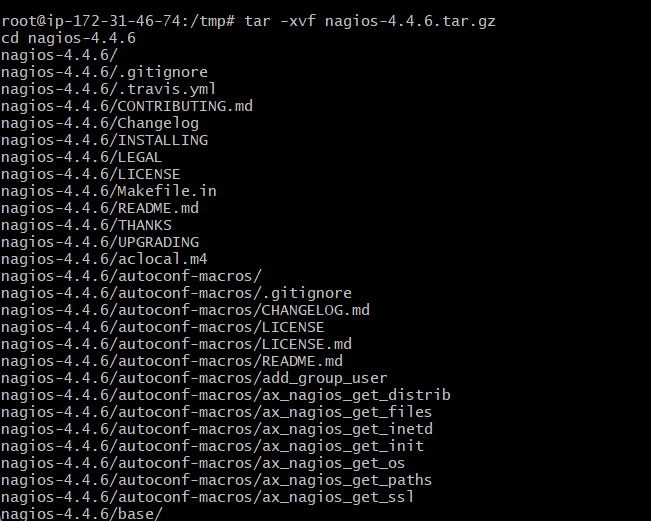 root@ip-172-31-46-74:/tmp# tar -xvf nagios-4.4.6.tar.gz
cd nagios-4.4.6
nagios-4.4.6/
nagios-4.4.6/.gitignore
nagios-4.4.6/.travis.yml
nagios-4.4.6/CONTRIBUTING.md
nagios-4.4.6/Changelog
nagios-4.4.6/INSTALLING
nagios-4.4.6/LEGAL
nagios-4.4.6/LICENSE
nagios-4.4.6/Makefile.in
nagios-4.4.6/README.md
nagios-4.4.6/THANKS
nagios-4.4.6/UPGRADING
nagios-4.4.6/aclocal.m4
nagios-4.4.6/autoconf-macros/
nagios-4.4.6/autoconf-macros/.gitignore
nagios-4.4.6/autoconf-macros/CHANGELOG.md
nagios-4.4.6/autoconf-macros/LICENSE
nagios-4.4.6/autoconf-macros/LICENSE.md
nagios-4.4.6/autoconf-macros/README.md
nagios-4.4.6/autoconf-macros/add_group_user
nagios-4.4.6/autoconf-macros/ax_nagios_get_distrib
nagios-4.4.6/autoconf-macros/ax_nagios_get_files
nagios-4.4.6/autoconf-macros/ax_nagios_get_inetd
nagios-4.4.6/autoconf-macros/ax_nagios_get_init
nagios-4.4.6/autoconf-macros/ax_nagios_get_os
nagios-4.4.6/autoconf-macros/ax_nagios_get_paths
nagios-4.4.6/autoconf-macros/ax_nagios_get_ssl
nagios-4.4.6/base/